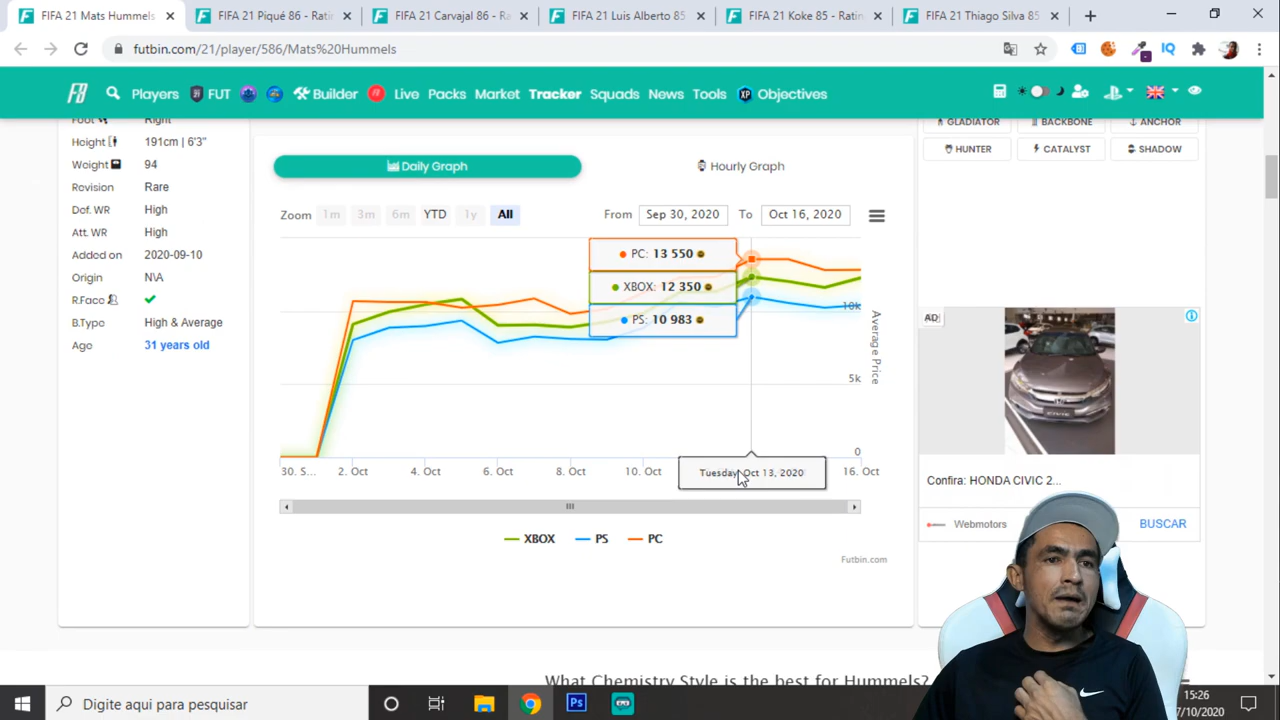 FIFA 21 Mats Hummels
FIFA 21 Piqué 86 - Ratin
FIFA 21 Carvajal 86 - Rati
FIFA 21 Luis Alberto 85
FIFA 21 Koke 85 - Ratin
FIFA 21 Thiago Silva 85
futbin.com/21/player/586/Mats%20Hummels
IQ
Players FUT Builder Live Packs Market Tracker Squads News Tools XP Objectives
Foot Right
Height 191cm | 6'3"
Weight 94
Revision Rare
Def. WR High
Att. WR High
Added on 2020-09-10
Origin N\A
R.Face
B.Type High & Average
Age 31 years old
Daily Graph
Hourly Graph
Zoom 1m 3m 6m YTD 1y All
From Sep 30, 2020 To Oct 16, 2020
PC: 13 550
XBOX: 12 350
PS: 10 983
10k
5k
0
Average Price
30. S... 2. Oct 4. Oct 6. Oct 8. Oct 10. Oct 16. Oct
Tuesday, Oct 13, 2020
XBOX PS PC
Futbin.com
GLADIATOR BACKBONE ANCHOR
HUNTER CATALYST SHADOW
AD
Confira: HONDA CIVIC 2...
Webmotors BUSCAR
What Chemistry Style is the best for Hummels?
Digite aqui para pesquisar
Ps
15:26
7/10/2020